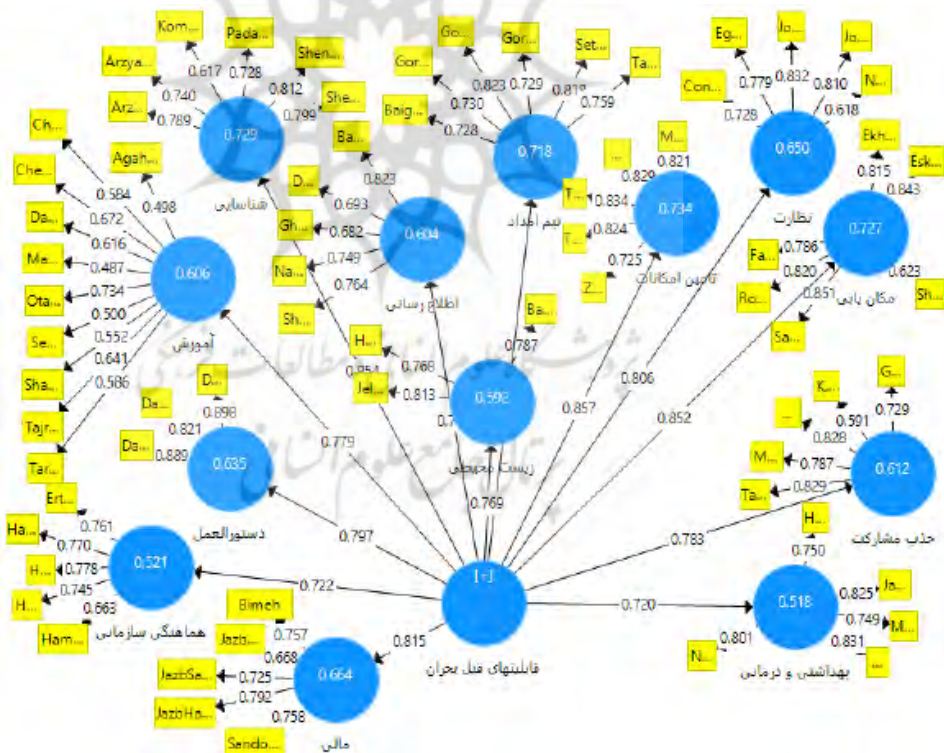 Kom...
Pada...
Arzya...
Shen...
Arz...
She...
0.617
0.728
0.740
0.812
0.789
0.799
0.729
شناسایی
Go...
Gor...
Set...
Gor...
Ta...
Baig...
0.823
0.729
0.730
0.759
0.728
0.718
تیم امداد
Eg...
Jo...
Jo...
Con...
N...
0.779
0.832
0.810
0.728
0.618
0.650
نظارت
Ch...
Agah...
Che...
Da...
Me...
Ota...
Se...
Sha...
Tajr...
Tar...
0.584
0.498
0.672
0.616
0.487
0.734
0.500
0.552
0.641
0.586
0.606
آموزش
Ba...
D...
Gh...
Na...
Sh...
0.823
0.693
0.682
0.749
0.764
0.604
اطلاع رسانی
M...
...
T...
T...
Z...
0.821
0.829
0.834
0.824
0.725
0.734
تامین امکانات
Ekh...
Esk...
Fa...
Ro...
Sa...
Sh...
0.815
0.843
0.786
0.820
0.851
0.623
0.727
مکان یابی
Ba...
H...
Jel...
0.787
0.768
0.813
0.592
زیست محیطی
D...
Da...
Da...
0.898
0.821
0.889
0.635
دستورالعمل
K...
G...
...
M...
Ta...
0.591
0.729
0.828
0.787
0.829
0.612
جذب مشارکت
Ert...
Ha...
H...
H...
Ham...
0.761
0.770
0.778
0.745
0.663
0.521
هماهنگی سازمانی
H...
Ja...
M...
...
N...
0.750
0.825
0.749
0.831
0.801
0.518
بهداشتی و درمانی
Bimeh
Jazb...
JazbSa...
JazbHa...
Sando...
0.757
0.668
0.725
0.792
0.758
0.664
مالی
0.779
0.857
0.806
0.852
0.769
0.797
0.783
0.722
0.720
0.815
قابلیتهای قبل بحران